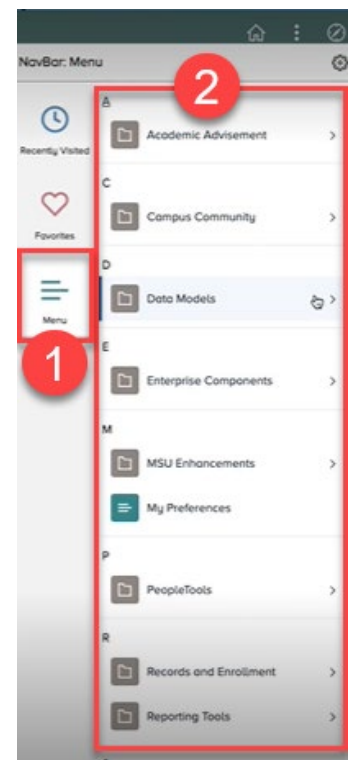 NavBar: Menu
2
A
Academic Advisement
Recently Visited
C
Campus Community
Favorites
D
Data Models
Menu
1
E
Enterprise Components
M
MSU Enhancements
My Preferences
P
PeopleTools
R
Records and Enrollment
Reporting Tools